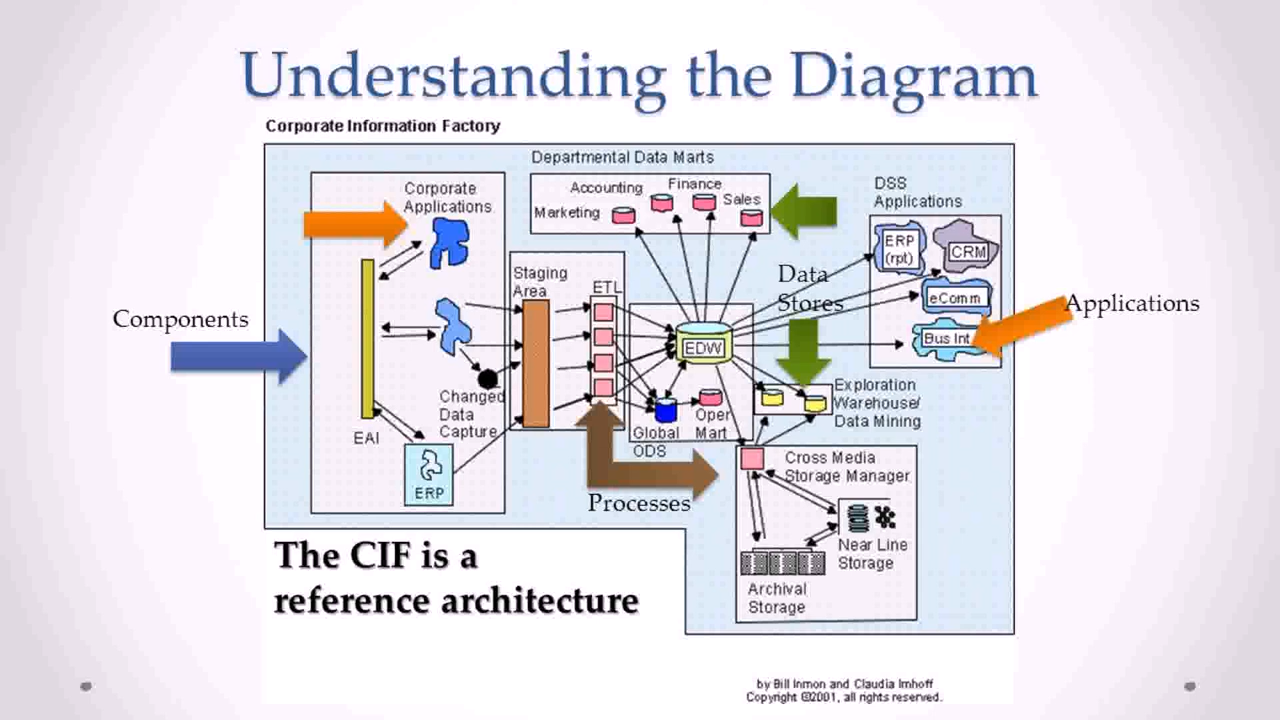 Understanding the Diagram
Corporate Information Factory
Departmental Data Marts
Accounting
Finance
Marketing
Sales
DSS
Applications
ERP
(rpt)
CRM
eComm
Bus Int
Applications
Corporate
Applications
Components
EAI
Changed
Data
Capture
ERP
Staging
Area
ETL
EDW
Data
Stores
Global
ODS
Oper
Mart
Exploration
Warehouse/
Data Mining
Processes
Cross Media
Storage Manager
Near Line
Storage
Archival
Storage
The CIF is a
reference architecture
by Bill Inmon and Claudia Imhoff
Copyright ©2001, all rights reserved.